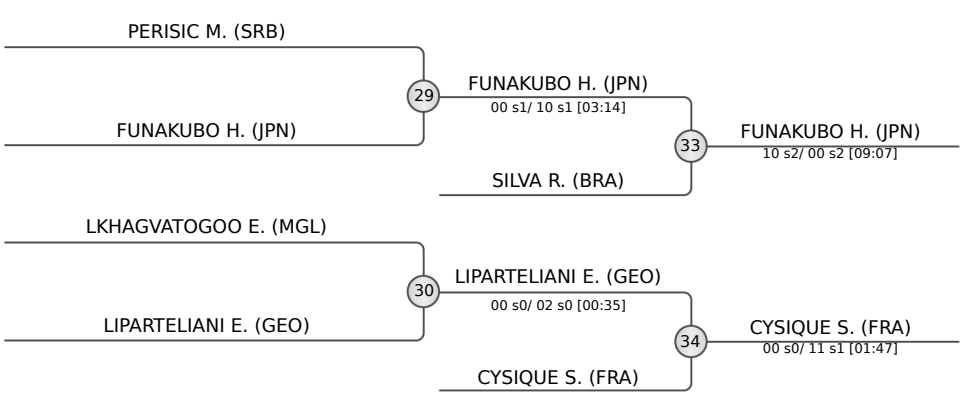 PERISIC M. (SRB)
29
FUNAKUBO H. (JPN)
FUNAKUBO H. (JPN)
00 s1/ 10 s1 [03:14]
33
FUNAKUBO H. (JPN)
10 s2/ 00 s2 [09:07]
SILVA R. (BRA)
LKHAGVATOGOO E. (MGL)
30
LIPARTELIANI E. (GEO)
LIPARTELIANI E. (GEO)
00 s0/ 02 s0 [00:35]
34
CYSIQUE S. (FRA)
00 s0/ 11 s1 [01:47]
CYSIQUE S. (FRA)